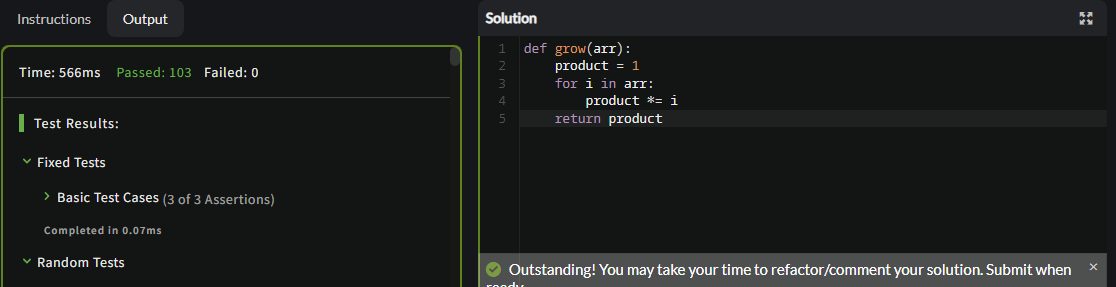 Instructions
Output
Time: 566ms Passed: 103 Failed: 0
Test Results:
Fixed Tests
Basic Test Cases (3 of 3 Assertions)
Completed in 0.07ms
Random Tests
Solution
1 def grow(arr):
2     product = 1
3     for i in arr:
4         product *= i
5     return product
Outstanding! You may take your time to refactor/comment your solution. Submit when
ready